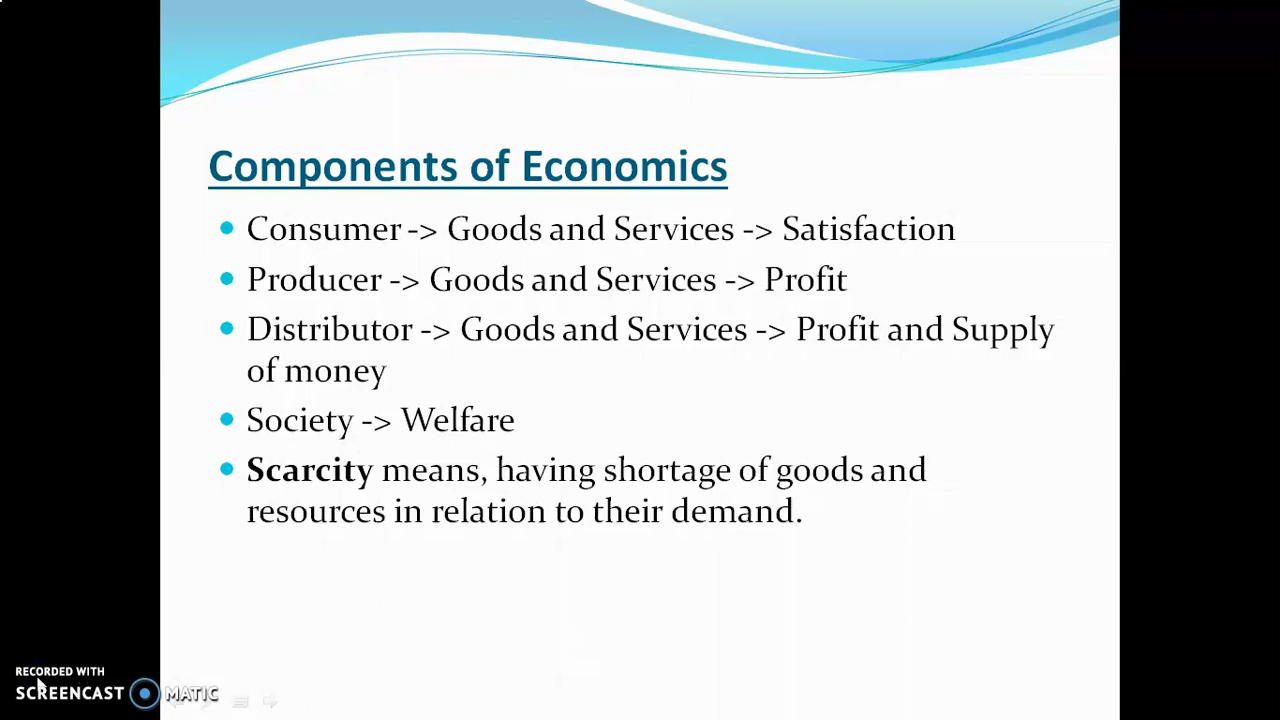 Components of Economics
Consumer -> Goods and Services -> Satisfaction
Producer -> Goods and Services -> Profit
Distributor -> Goods and Services -> Profit and Supply
of money
Society -> Welfare
Scarcity means, having shortage of goods and
resources in relation to their demand.
RECORDED WITH
SCREENCAST MATIC